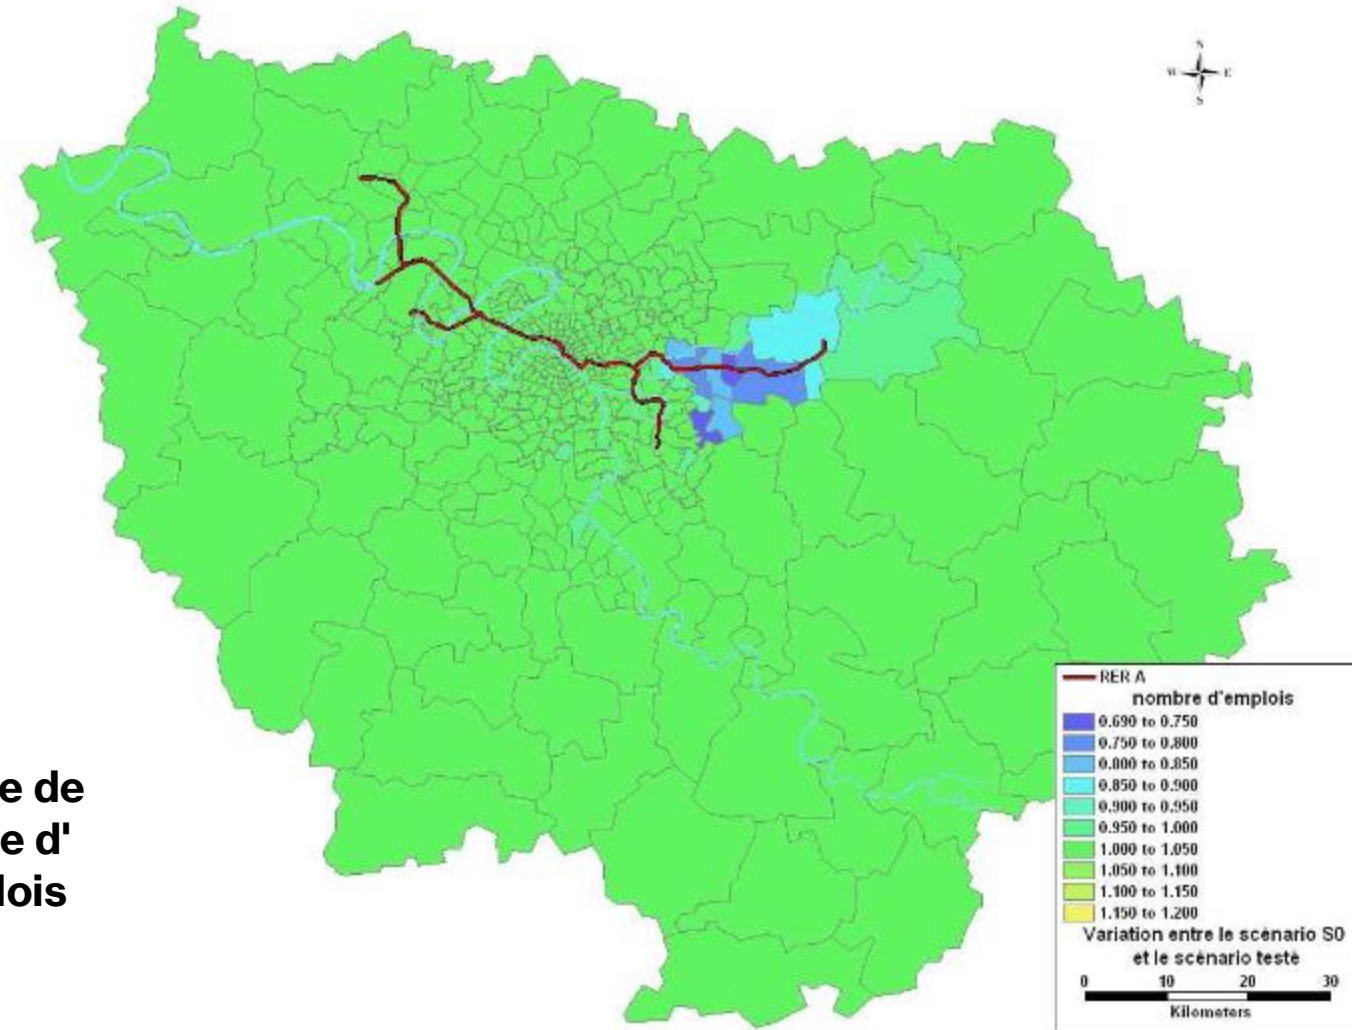 N
W E
S
RER A
nombre d'emplois
0.690 to 0.750
0.750 to 0.800
0.800 to 0.850
0.850 to 0.900
0.900 to 0.950
0.950 to 1.000
1.000 to 1.050
1.050 to 1.100
1.100 to 1.150
1.150 to 1.200
Variation entre le scénario S0
et le scénario testé
0 10 20 30
Kilometers
e de
e d'
lois